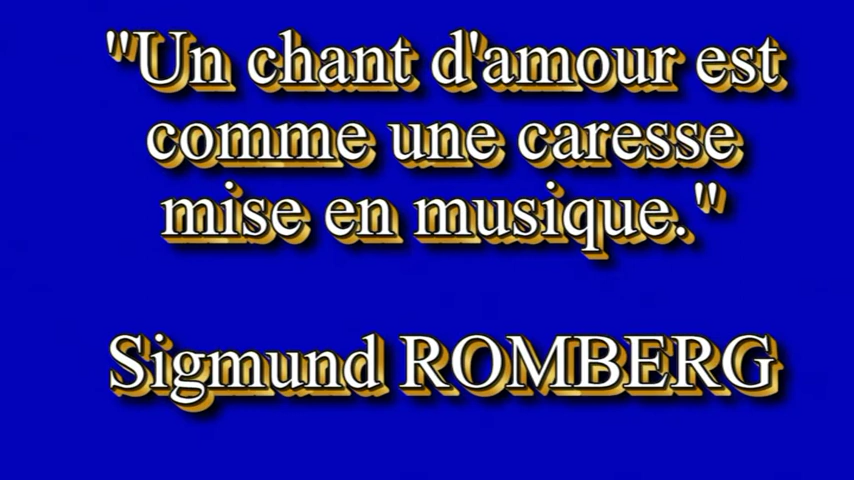 "Un chant d'amour est
comme une caresse
mise en musique."
Sigmund ROMBERG